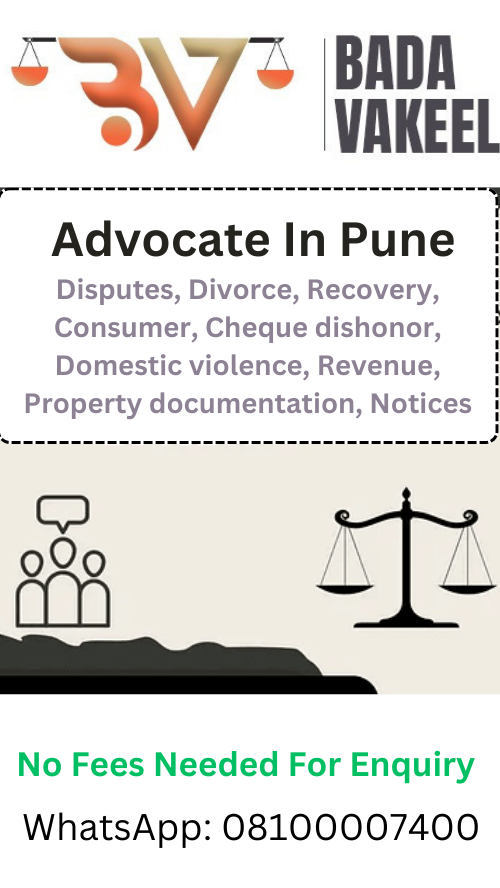 BV
BADA
VAKEEL
Advocate In Pune
Disputes, Divorce, Recovery,
Consumer, Cheque dishonor,
Domestic violence, Revenue,
Property documentation, Notices
No Fees Needed For Enquiry
WhatsApp: 08100007400